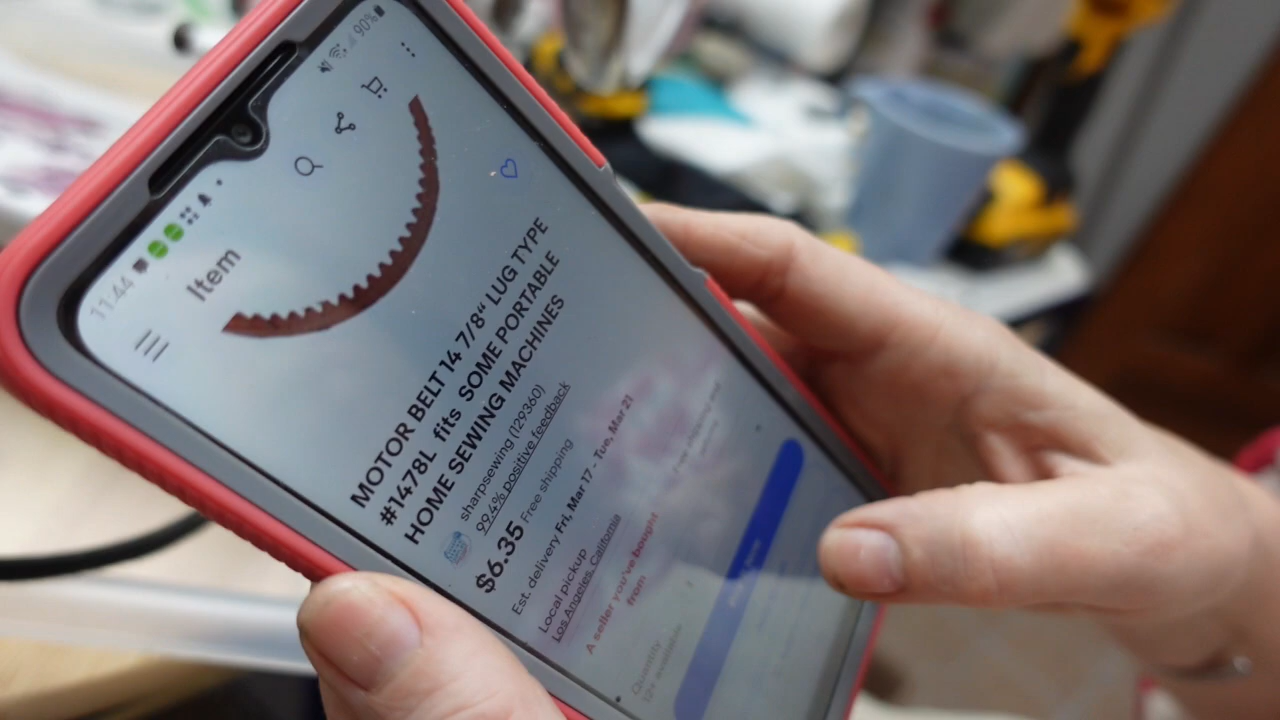 11:44
90%
Item
MOTOR BELT 14 7/8“ LUG TYPE
#1478L fits SOME PORTABLE
HOME SEWING MACHINES
sharpsewing (129360)
99.4% positive feedback
$6.35 Free shipping
Est. delivery Fri, Mar 17 - Tue, Mar 21
Local pickup
Los Angeles, California
A seller you've bought
from
Quantity